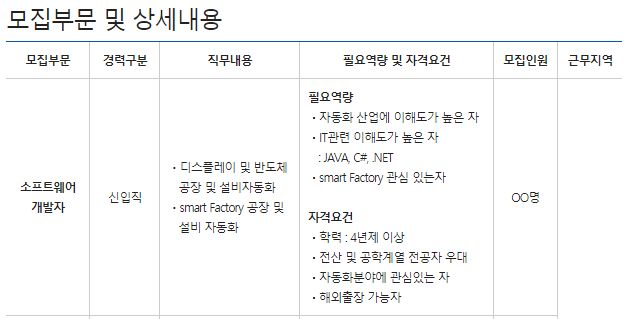 모집부문 및 상세내용
모집부문 경력구분 직무내용 필요역량 및 자격요건 모집인원 근무지역
소프트웨어
개발자
신입직
· 디스플레이 및 반도체
공장 및 설비자동화
· smart Factory 공장 및
설비 자동화
필요역량
· 자동화 산업에 이해도가 높은 자
· IT관련 이해도가 높은 자
: JAVA, C#, .NET
· smart Factory 관심 있는자
자격요건
· 학력 : 4년제 이상
· 전산 및 공학계열 전공자 우대
· 자동화분야에 관심있는 자
· 해외출장 가능자
OO명